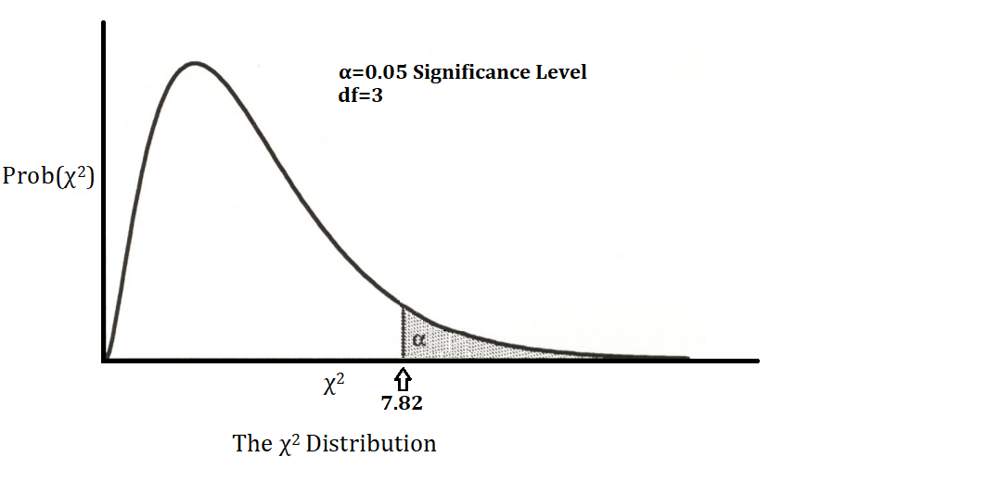 α=0.05 Significance Level
df=3
Prob(χ²)
α
χ²
7.82
The χ² Distribution